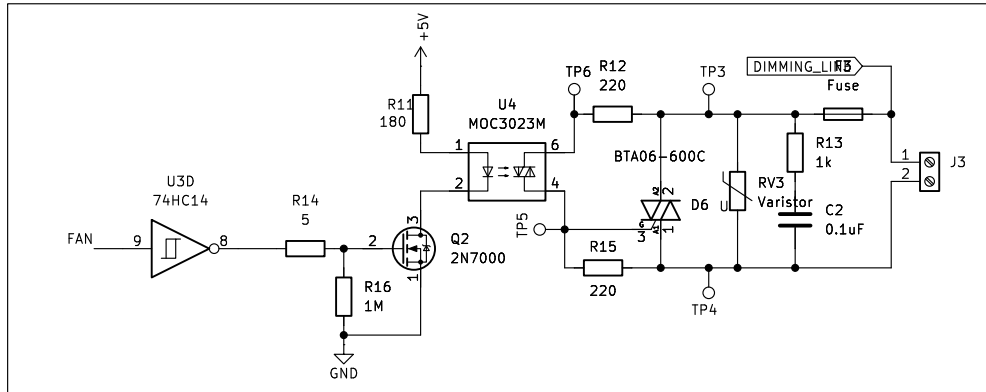 +5V
DIMMING_LINE
F3
Fuse
TP6
R12
220
TP3
R11
180
U4
MOC3023M
1
6
2
4
BTA06-600C
R13
1k
1
2
J3
U3D
74HC14
R14
5
FAN
9
8
2
3
1
Q2
2N7000
TP5
A2
2
G
3
A1
1
D6
U
RV3
Varistor
C2
0.1uF
R15
220
R16
1M
TP4
GND